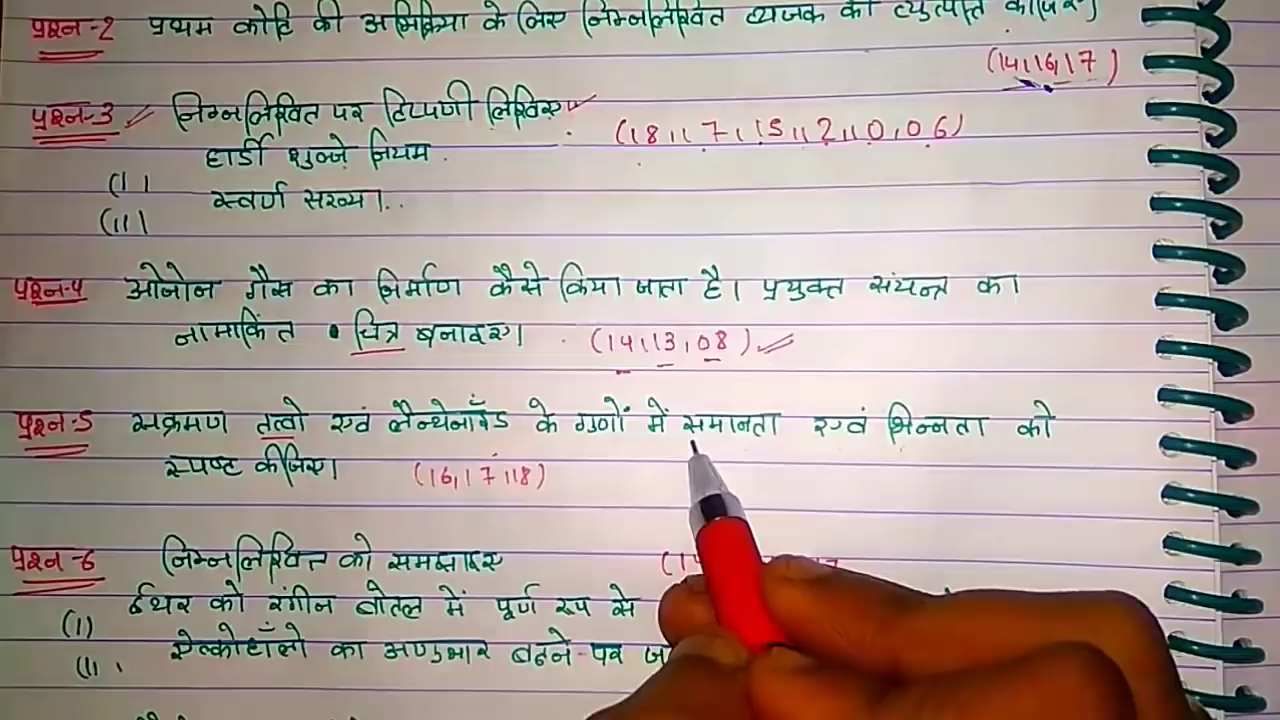 प्रश्न-2 प्रथम कोटि की अभिक्रिया के लिए निम्नलिखित व्यंजक की व्युत्पत्ति कीजिए)
(14,16,17)
प्रश्न-3 निम्नलिखित पर टिप्पणी लिखिए (18,17,15,12,10,06)
(I) हार्डी शुल्जे नियम
(II) स्वर्ण संख्या।
प्रश्न-4 ओजोन गैस का निर्माण कैसे किया जाता है। प्रयुक्त संयन्त्र का
नामांकित चित्र बनाइए। (14,13,08)
प्रश्न-5 संक्रमण तत्वो एवं लैन्थेनॉइड के गुणों में समानता एवं भिन्नता को
स्पष्ट कीजिए। (16,17,18)
प्रश्न-6 निम्नलिखित को समझाइए
(I) ईथर को रंगीन बोतल में पूर्ण रूप से
(II) ऐल्कोहॉलो का अणुभार बढ़ने पर